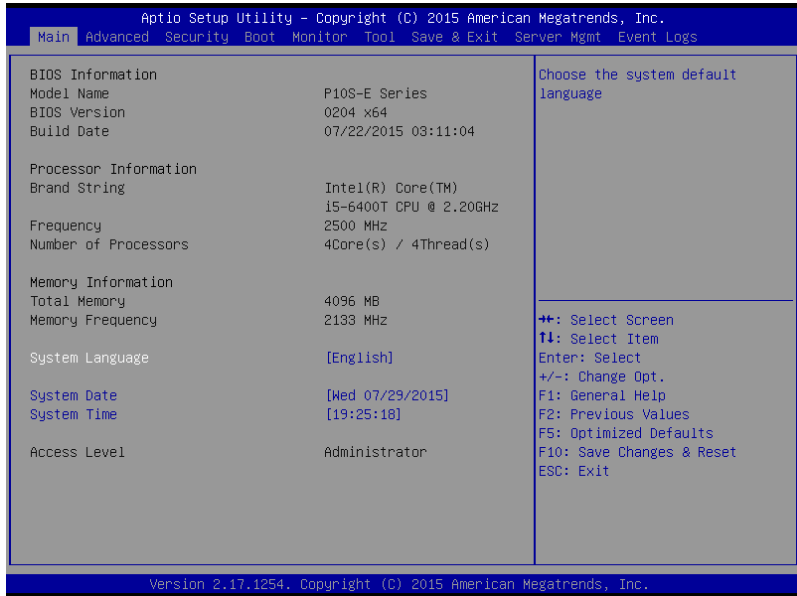 Aptio Setup Utility – Copyright (C) 2015 American Megatrends, Inc.
Main Advanced Security Boot Monitor Tool Save & Exit Server Mgmt Event Logs
BIOS Information
Model Name P10S-E Series
BIOS Version 0204 x64
Build Date 07/22/2015 03:11:04
Processor Information
Brand String Intel(R) Core(TM)
i5-6400T CPU @ 2.20GHz
Frequency 2500 MHz
Number of Processors 4Core(s) / 4Thread(s)
Memory Information
Total Memory 4096 MB
Memory Frequency 2133 MHz
System Language [English]
System Date [Wed 07/29/2015]
System Time [19:25:18]
Access Level Administrator
Choose the system default
language
→←: Select Screen
↑↓: Select Item
Enter: Select
+/-: Change Opt.
F1: General Help
F2: Previous Values
F5: Optimized Defaults
F10: Save Changes & Reset
ESC: Exit
Version 2.17.1254. Copyright (C) 2015 American Megatrends, Inc.